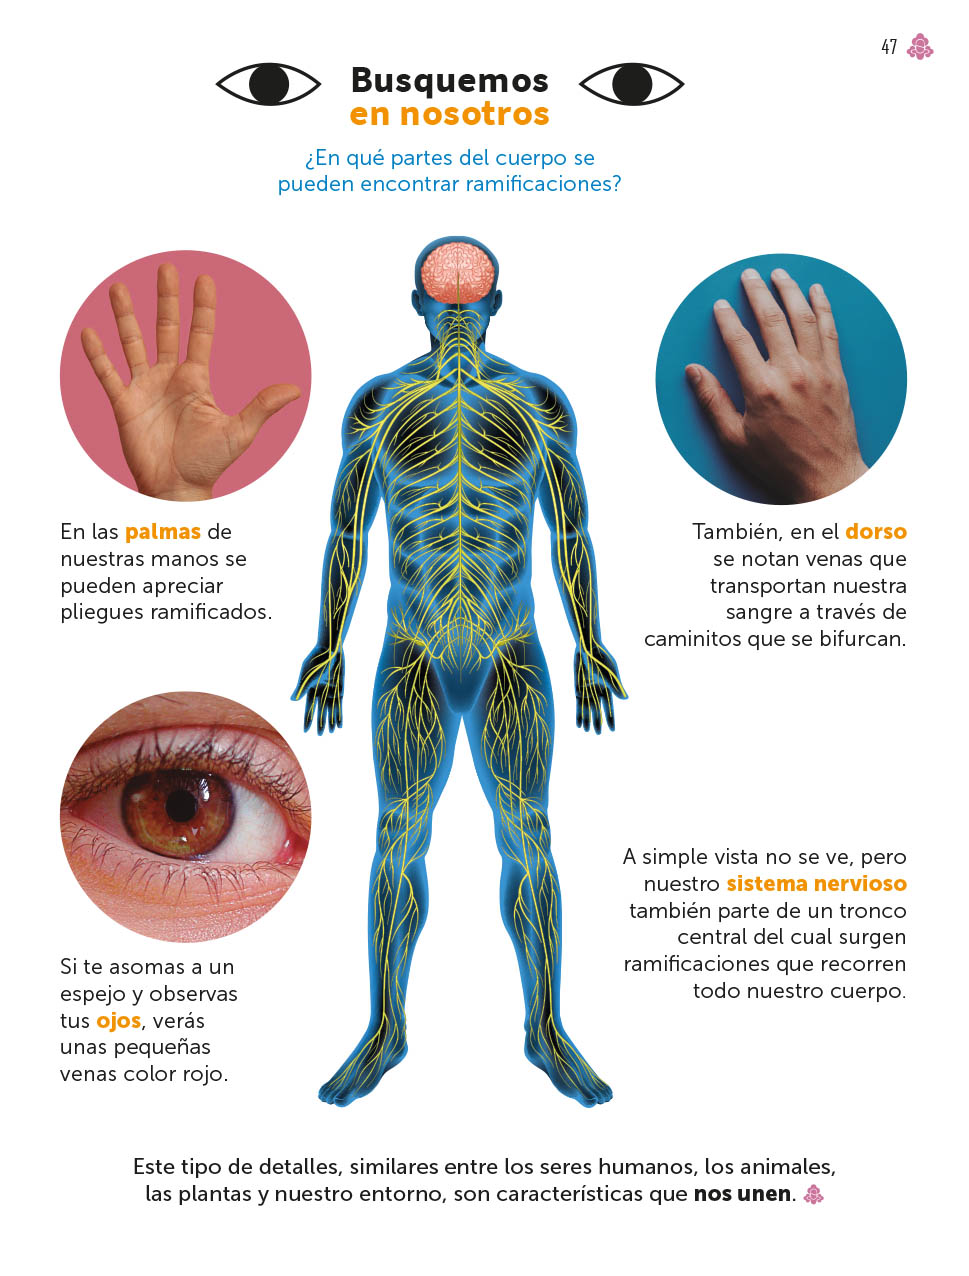 47
Busquemos
en nosotros
¿En qué partes del cuerpo se
pueden encontrar ramificaciones?
En las palmas de
nuestras manos se
pueden apreciar
pliegues ramificados.
También, en el dorso
se notan venas que
transportan nuestra
sangre a través de
caminitos que se bifurcan.
Si te asomas a un
espejo y observas
tus ojos, verás
unas pequeñas
venas color rojo.
A simple vista no se ve, pero
nuestro sistema nervioso
también parte de un tronco
central del cual surgen
ramificaciones que recorren
todo nuestro cuerpo.
Este tipo de detalles, similares entre los seres humanos, los animales,
las plantas y nuestro entorno, son características que nos unen.